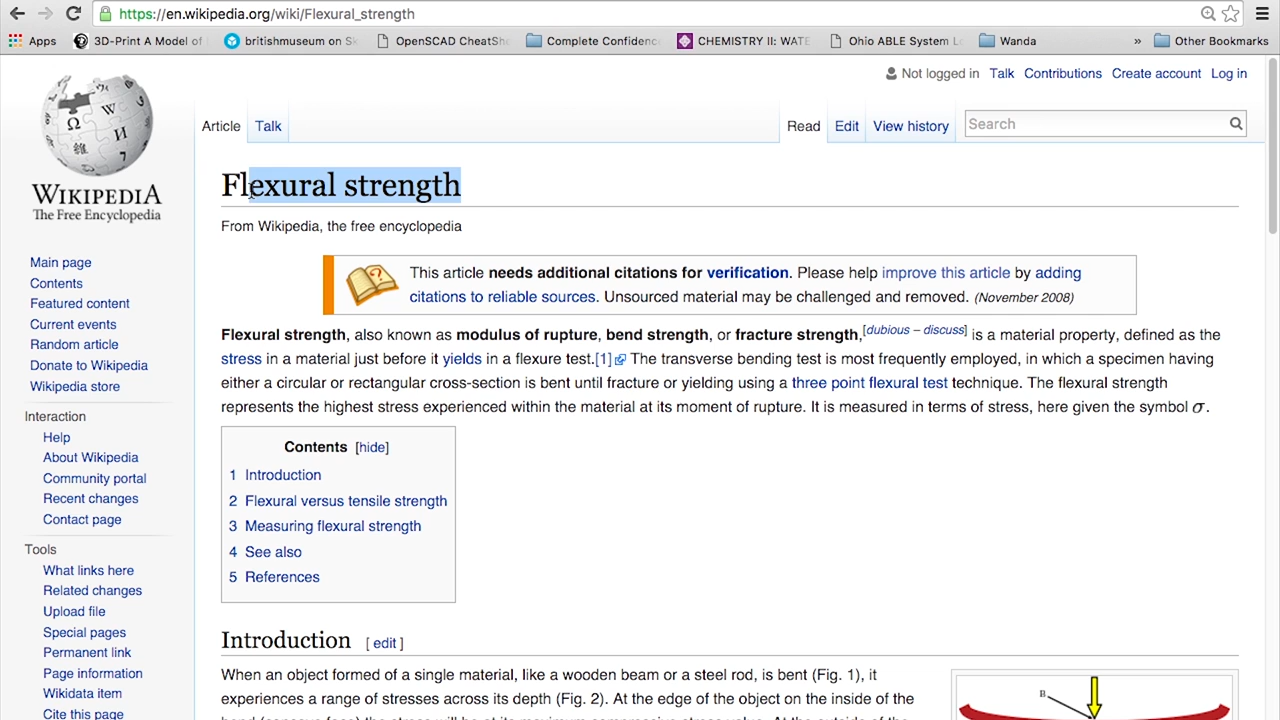 https://en.wikipedia.org/wiki/Flexural_strength
Apps 3D-Print A Model of britishmuseum on Sk OpenSCAD CheatShe Complete Confidenc CHEMISTRY II: WATE Ohio ABLE System Lo Wanda » Other Bookmarks
Not logged in Talk Contributions Create account Log in
Article Talk Read Edit View history Search
WIKIPEDIA
The Free Encyclopedia
Main page
Contents
Featured content
Current events
Random article
Donate to Wikipedia
Wikipedia store
Interaction
Help
About Wikipedia
Community portal
Recent changes
Contact page
Tools
What links here
Related changes
Upload file
Special pages
Permanent link
Page information
Wikidata item
Cite this page
Flexural strength
From Wikipedia, the free encyclopedia
This article needs additional citations for verification. Please help improve this article by adding
citations to reliable sources. Unsourced material may be challenged and removed. (November 2008)
Flexural strength, also known as modulus of rupture, bend strength, or fracture strength,[dubious – discuss] is a material property, defined as the
stress in a material just before it yields in a flexure test.[1] The transverse bending test is most frequently employed, in which a specimen having
either a circular or rectangular cross-section is bent until fracture or yielding using a three point flexural test technique. The flexural strength
represents the highest stress experienced within the material at its moment of rupture. It is measured in terms of stress, here given the symbol σ.
Contents [hide]
1 Introduction
2 Flexural versus tensile strength
3 Measuring flexural strength
4 See also
5 References
Introduction [ edit ]
When an object formed of a single material, like a wooden beam or a steel rod, is bent (Fig. 1), it
experiences a range of stresses across its depth (Fig. 2). At the edge of the object on the inside of the
B